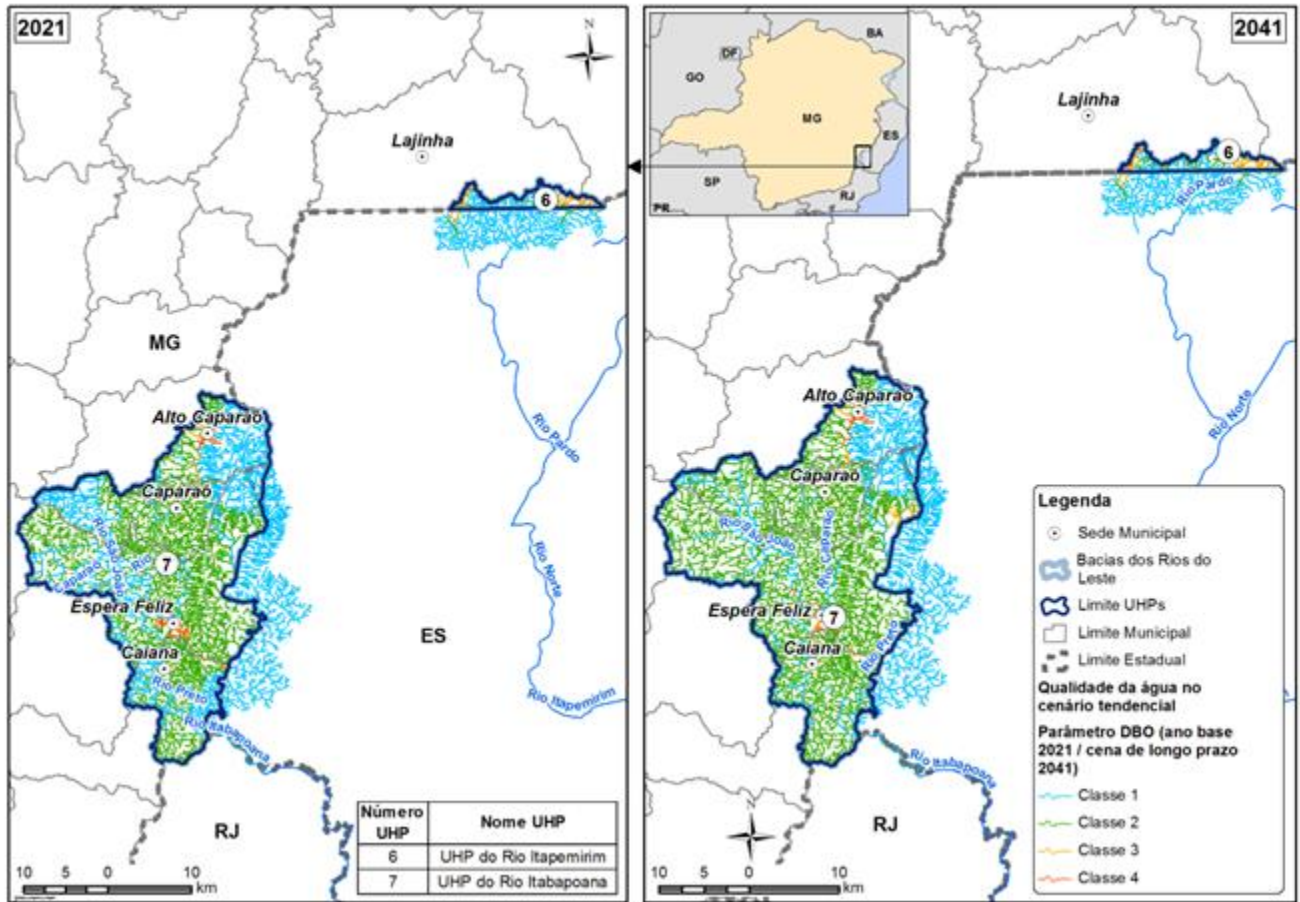 2021
N
Lajinha
6
MG
Alto Caparaó
Caparaó
Rio São João
Rio
Caparaó
7
Espera Feliz
Caiana
Rio Preto
Rio Itabapoana
Rio Pardo
Rio Norte
Rio Itapemirim
ES
RJ
Número UHP
Nome UHP
6
UHP do Rio Itapemirim
7
UHP do Rio Itabapoana
10 5 0 10
km
2041
BA
DF
GO
MG
ES
SP
RJ
PR
Lajinha
6
Rio Pardo
Rio Norte
Alto Caparaó
Caparaó
Rio São João
Rio Caparaó
Espera Feliz
7
Caiana
Rio Preto
Rio Itabapoana
N
RJ
10 5 0 10
km
Legenda
Sede Municipal
Bacias dos Rios do
Leste
Limite UHPs
Limite Municipal
Limite Estadual
Qualidade da água no
cenário tendencial
Parâmetro DBO (ano base
2021 / cena de longo prazo
2041)
Classe 1
Classe 2
Classe 3
Classe 4